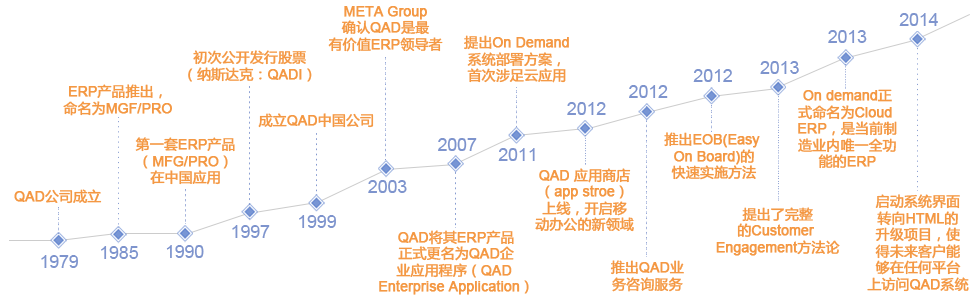 QAD公司成立
1979
ERP产品推出，
命名为MGF/PRO
1985
第一套ERP产品
（MFG/PRO）
在中国应用
1990
初次公开发行股票
（纳斯达克：QADI）
1997
成立QAD中国公司
1999
META Group
确认QAD是最
有价值ERP领导者
2003
2007
QAD将其ERP产品
正式更名为QAD企
业应用程序（QAD
Enterprise Application）
提出On Demand
系统部署方案，
首次涉足云应用
2011
2012
QAD 应用商店
（app stroe）
上线，开启移
动办公的新领域
2012
推出QAD业
务咨询服务
2012
推出EOB(Easy
On Board)的
快速实施方法
2013
提出了完整
的Customer
Engagement方法论
2013
On demand正
式命名为Cloud
ERP，是当前制
造业内唯一全功
能的ERP
2014
启动系统界面
转向HTML的
升级项目，使
得未来客户能
够在任何平台
上访问QAD系统